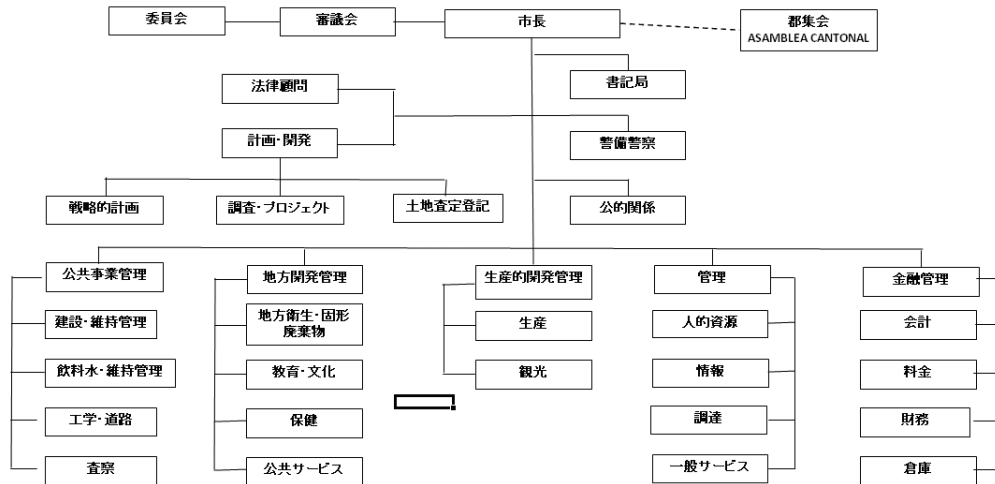 委員会
審議会
市長
郡集会
ASAMBLEA CANTONAL
法律顧問
書記局
計画・開発
警備警察
戦略的計画
調査・プロジェクト
土地査定登記
公的関係
公共事業管理
地方開発管理
生産的開発管理
管理
金融管理
建設・維持管理
地方衛生・固形
廃棄物
生産
人的資源
会計
飲料水・維持管理
教育・文化
観光
情報
料金
工学・道路
保健
調達
財務
査察
公共サービス
一般サービス
倉庫